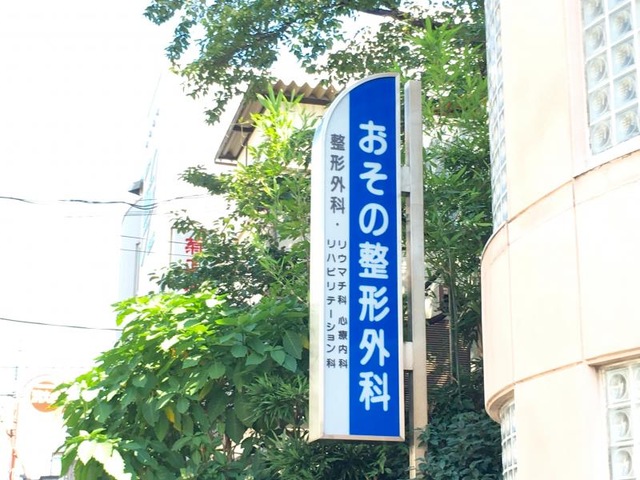 おその整形外科
整形外科・
リウマチ科 心療内科
リハビリテーション科